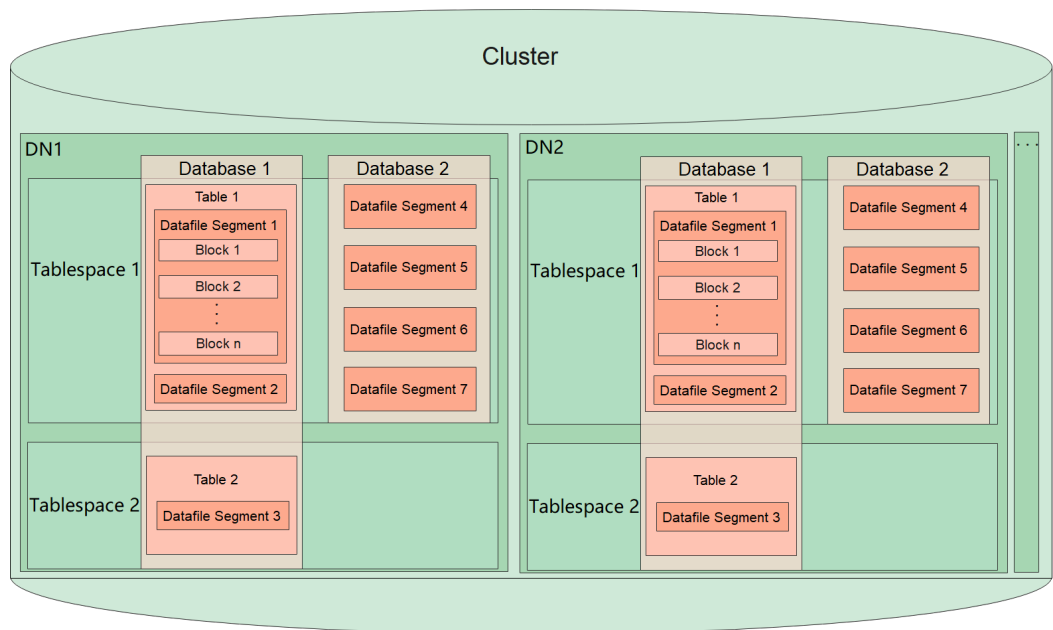 Cluster
DN1
Database 1
Database 2
Tablespace 1
Table 1
Datafile Segment 1
Block 1
Block 2
...
Block n
Datafile Segment 2
Datafile Segment 4
Datafile Segment 5
Datafile Segment 6
Datafile Segment 7
Tablespace 2
Table 2
Datafile Segment 3
DN2
Database 1
Database 2
Tablespace 1
Table 1
Datafile Segment 1
Block 1
Block 2
...
Block n
Datafile Segment 2
Datafile Segment 4
Datafile Segment 5
Datafile Segment 6
Datafile Segment 7
Tablespace 2
Table 2
Datafile Segment 3
...